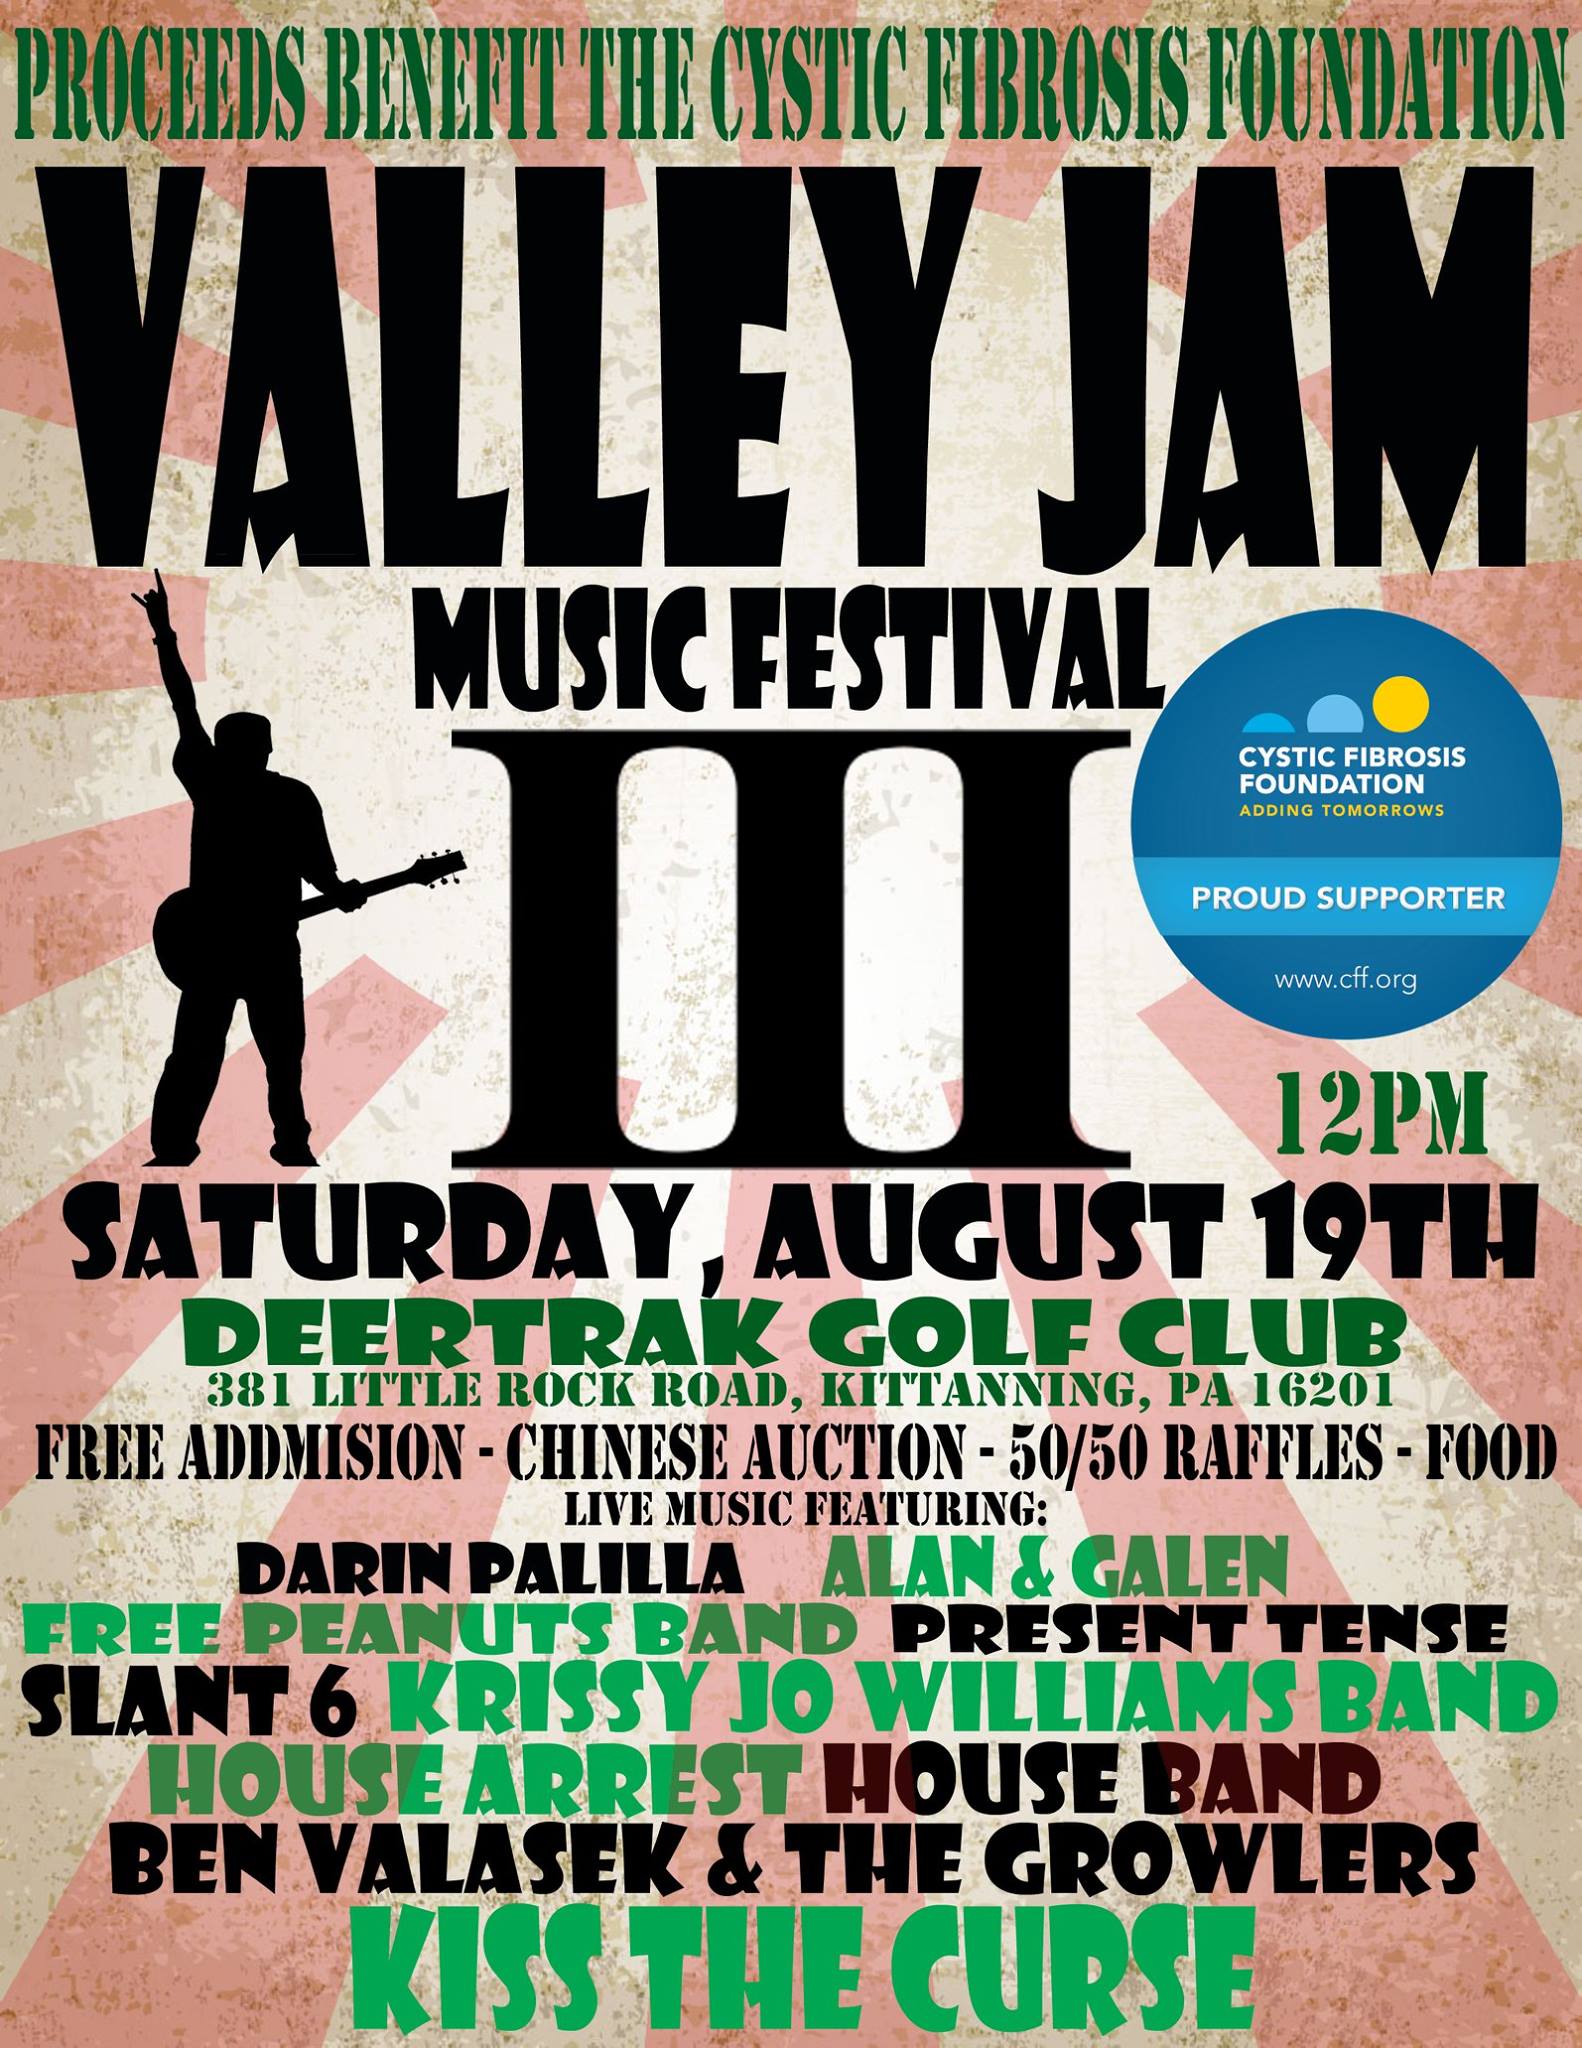 PROCEEDS BENEFIT THE CYSTIC FIBROSIS FOUNDATION
VALLEY JAM
MUSIC FESTIVAL
III
CYSTIC FIBROSIS
FOUNDATION
ADDING TOMORROWS
PROUD SUPPORTER
www.cff.org
12PM
SATURDAY, AUGUST 19TH
DEERTRAK GOLF CLUB
381 LITTLE ROCK ROAD, KITTANNING, PA 16201
FREE ADDMISION - CHINESE AUCTION - 50/50 RAFFLES - FOOD
LIVE MUSIC FEATURING:
DARIN PALILLA ALAN & GALEN
FREE PEANUTS BAND PRESENT TENSE
SLANT 6 KRISSY JO WILLIAMS BAND
HOUSE ARREST HOUSE BAND
BEN VALASEK & THE GROWLERS
KISS THE CURSE